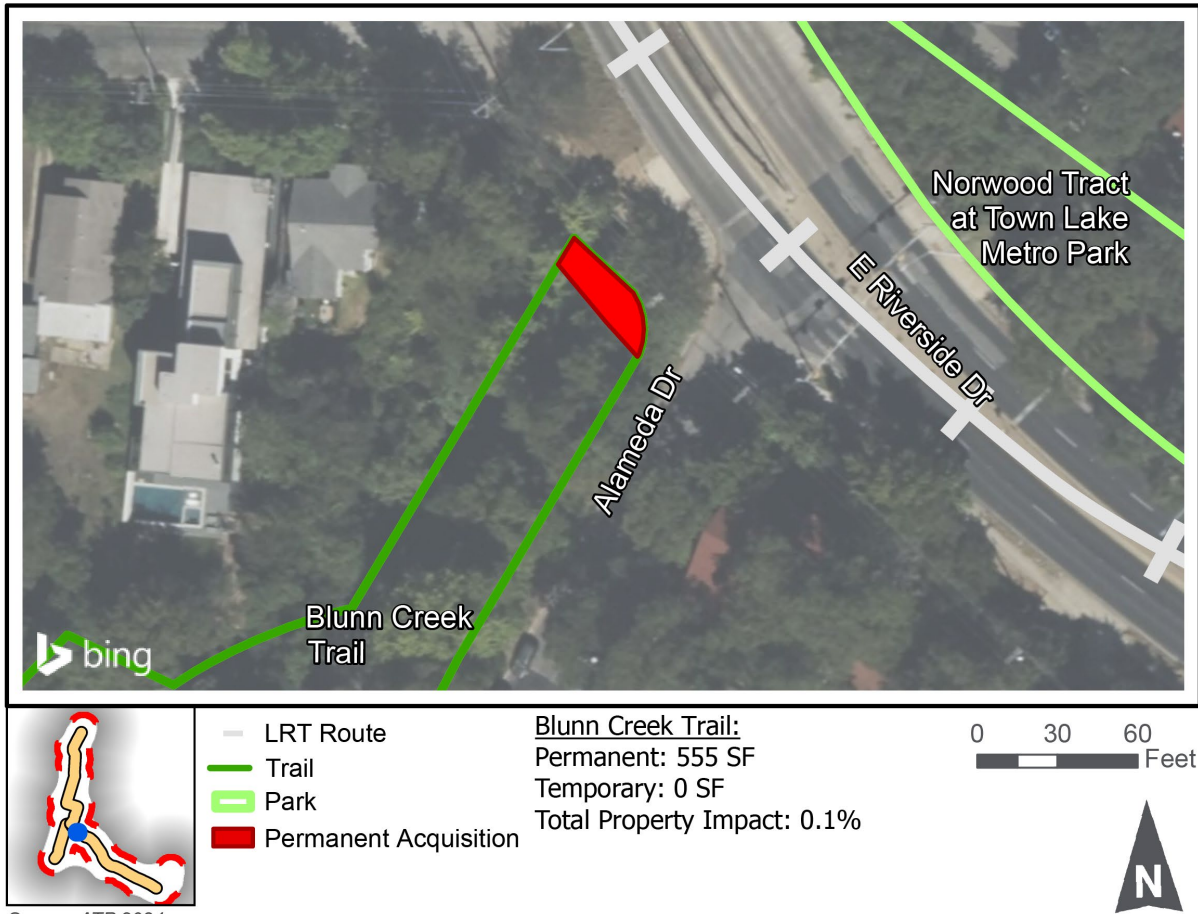 Norwood Tract
at Town Lake
Metro Park
E Riverside Dr
Alameda Dr
Blunn Creek
Trail
bing
LRT Route
Trail
Park
Permanent Acquisition
Blunn Creek Trail:
Permanent: 555 SF
Temporary: 0 SF
Total Property Impact: 0.1%
0 30 60
Feet
N